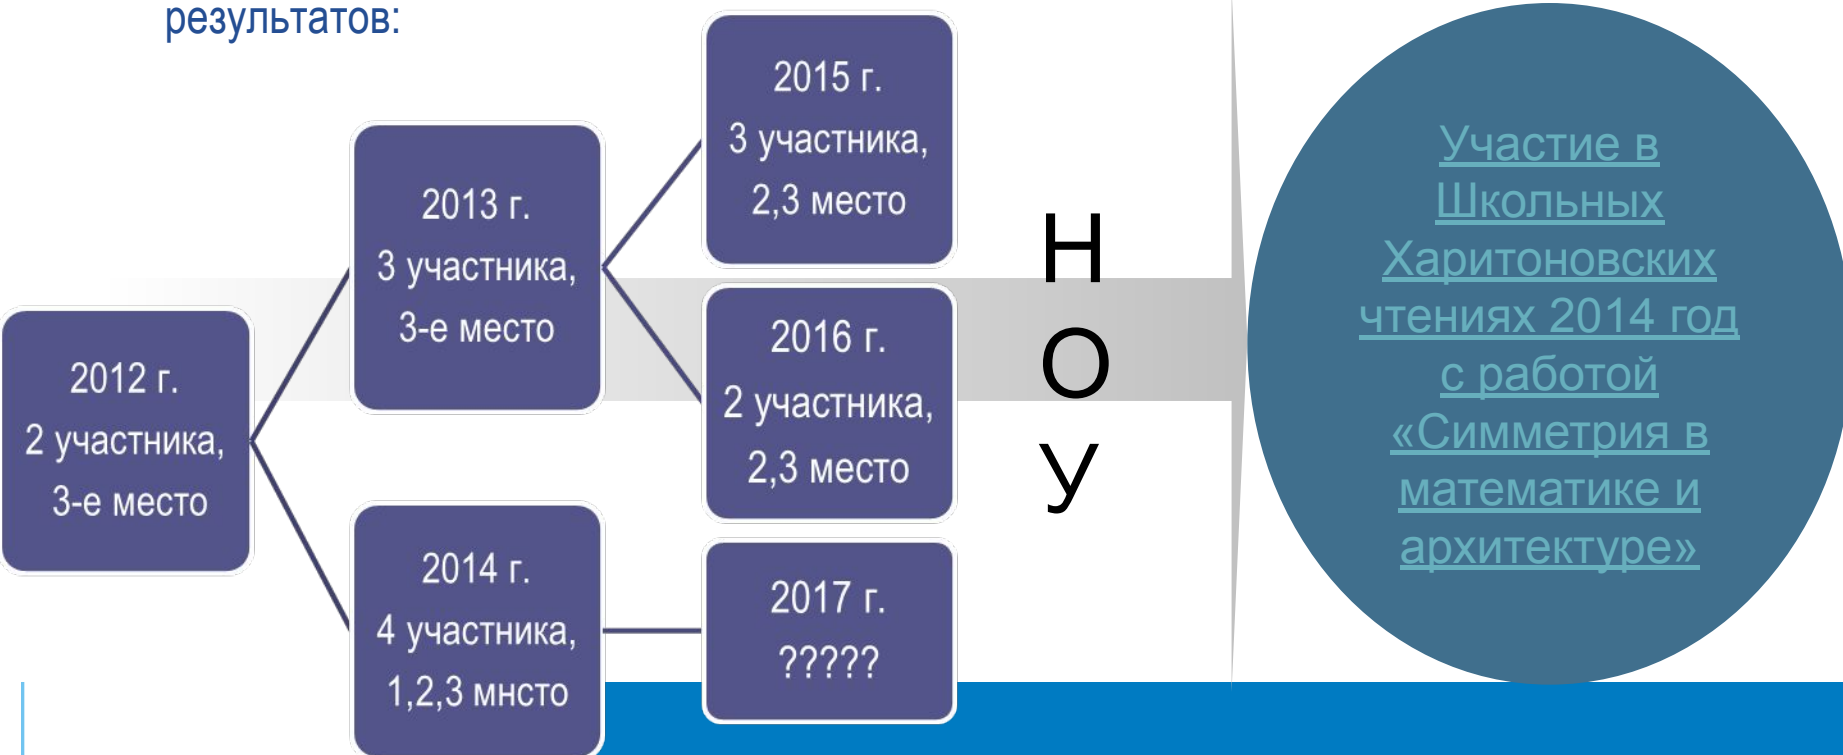 результатов:
2012 г.
2 участника,
3-е место
2013 г.
3 участника,
3-е место
2014 г.
4 участника,
1,2,3 мнсто
2015 г.
3 участника,
2,3 место
2016 г.
2 участника,
2,3 место
2017 г.
?????
Н
О
У
Участие в
Школьных
Харитоновских
чтениях 2014 год
с работой
«Симметрия в
математике и
архитектуре»